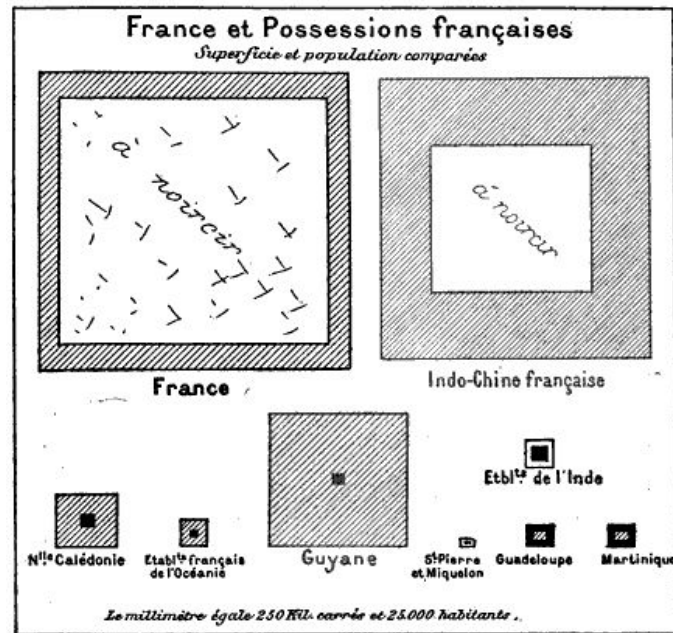 France et Possessions françaises
Superficie et population comparées
à noircir
à noircir
France
Indo-Chine française
Etbl.ts de l'Inde
N.lle Calédonie
Etabl.ts français
de l'Océanié
Guyane
St Pierre
et Miquelon
Guadeloupe
Martinique
Le millimètre égale 250 Kil. carrés et 25.000 habitants.